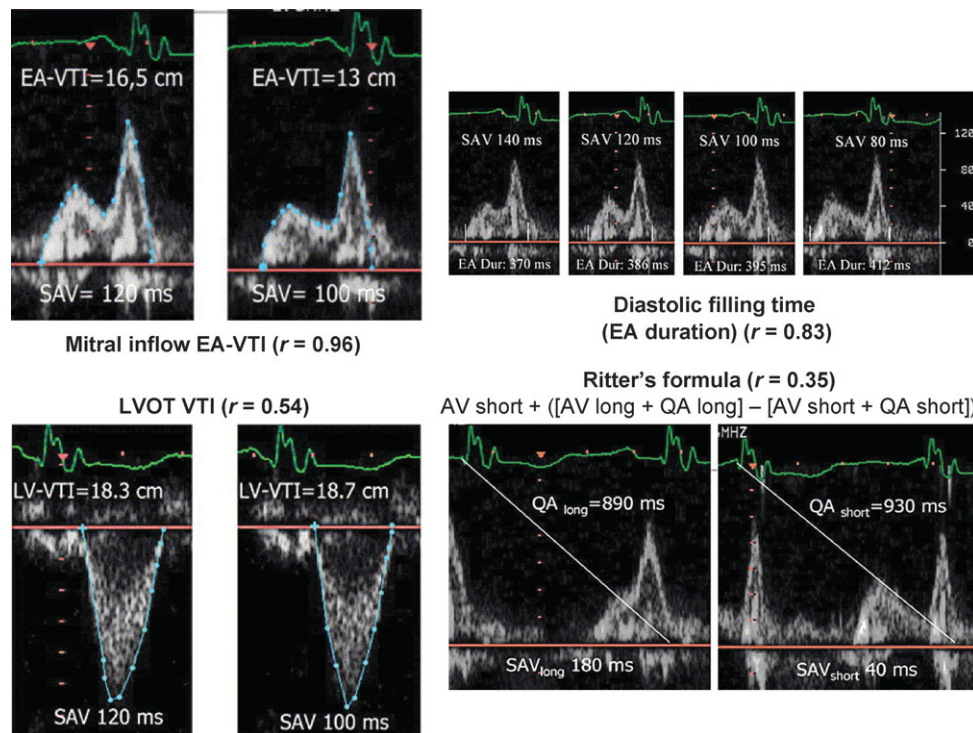 EA-VTI=16,5 cm
SAV= 120 ms
EA-VTI=13 cm
SAV= 100 ms
Mitral inflow EA-VTI (r = 0.96)
SAV 140 ms
EA Dur: 370 ms
SAV 120 ms
EA Dur: 386 ms
SAV 100 ms
EA Dur: 395 ms
SAV 80 ms
EA Dur: 412 ms
120
80
40
0
Diastolic filling time
(EA duration) (r = 0.83)
LVOT VTI (r = 0.54)
LV-VTI=18.3 cm
SAV 120 ms
LV-VTI=18.7 cm
SAV 100 ms
Ritter’s formula (r = 0.35)
AV short + ([AV long + QA long] – [AV short + QA short])
QA long=890 ms
SAVlong 180 ms
MHZ
QA short=930 ms
SAVshort 40 ms